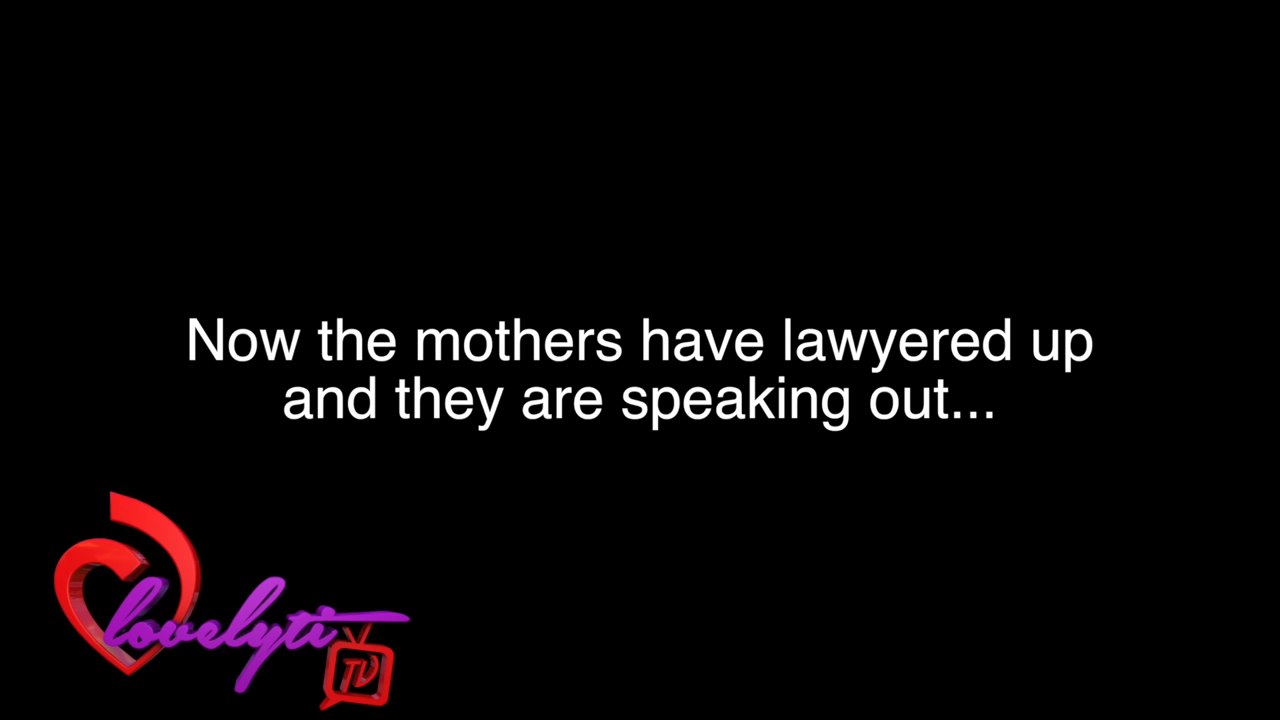 Now the mothers have lawyered up
and they are speaking out...
lovelyti
TV